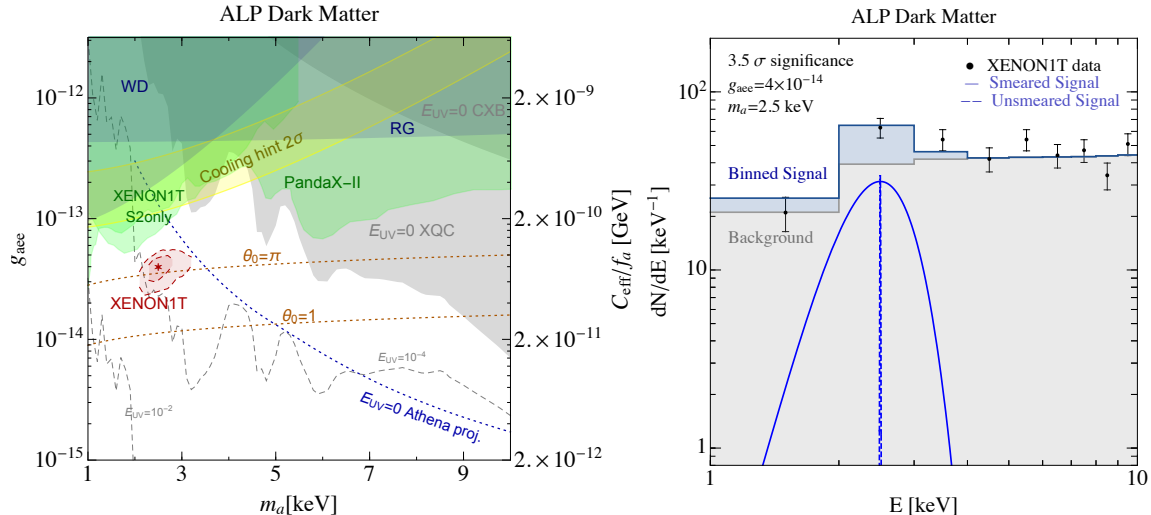 ALP Dark Matter
WD
E_UV=0 CXB
RG
Cooling hint 2σ
XENON1T
S2only
PandaX-II
E_UV=0 XQC
θ₀=π
XENON1T
θ₀=1
E_UV=10⁻⁴
E_UV=10⁻²
E_UV=0 Athena proj.
10⁻¹²
10⁻¹³
10⁻¹⁴
10⁻¹⁵
g_aee
1 3 5 7 9
m_a[keV]
2.×10⁻⁹
2.×10⁻¹⁰
2.×10⁻¹¹
2.×10⁻¹²
C_eff/f_a [GeV]
ALP Dark Matter
3.5 σ significance
g_aee=4×10⁻¹⁴
m_a=2.5 keV
XENON1T data
Smeared Signal
Unsmeared Signal
Binned Signal
Background
10²
10
1
dN/dE [keV⁻¹]
1 2 3 4 10
E [keV]